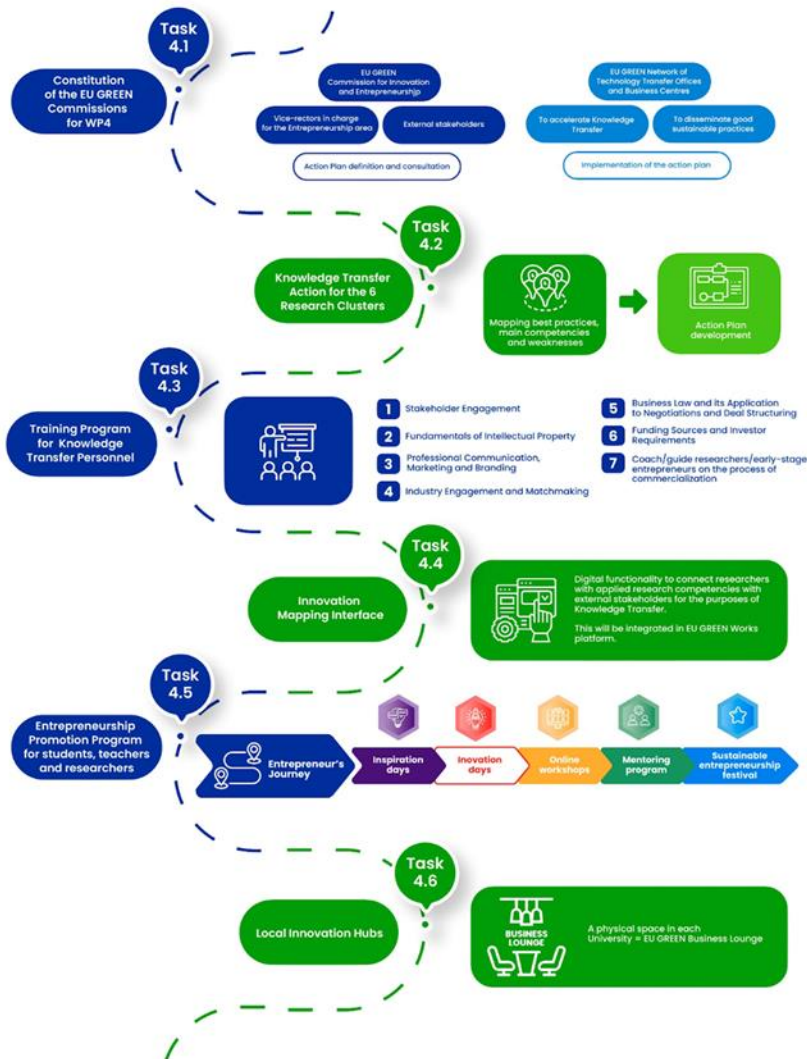 Task
4.1
Constitution
of the EU GREEN
Commissions
for WP4
EU GREEN
Commission for Innovation
and Entrepreneurship
Vice-rectors in charge
for the Entrepreneurship area
External stakeholders
Action Plan definition and consultation
EU GREEN Network of
Technology Transfer Offices
and Business Centres
To accelerate Knowledge
Transfer
To disseminate good
sustainable practices
Implementation of the action plan
Task
4.2
Knowledge Transfer
Action for the 6
Research Clusters
Mapping best practices,
main competencies
and weaknesses
Action Plan
development
Task
4.3
Training Program
for Knowledge
Transfer Personnel
1 Stakeholder Engagement
2 Fundamentals of Intellectual Property
3 Professional Communication,
Marketing and Branding
4 Industry Engagement and Matchmaking
5 Business Law and its Application
to Negotiations and Deal Structuring
6 Funding Sources and Investor
Requirements
7 Coach/guide researchers/early-stage
entrepreneurs on the process of
commercialization
Task
4.4
Innovation
Mapping Interface
Digital functionality to connect researchers
with applied research competencies with
external stakeholders for the purposes of
Knowledge Transfer.
This will be integrated in EU GREEN Works
platform.
Task
4.5
Entrepreneurship
Promotion Program
for students, teachers
and researchers
Entrepreneur's
Journey
Inspiration
days
Inovation
days
Online
workshops
Mentoring
program
Sustainable
entrepreneurship
festival
Task
4.6
Local Innovation Hubs
BUSINESS
LOUNGE
A physical space in each
University = EU GREEN Business Lounge